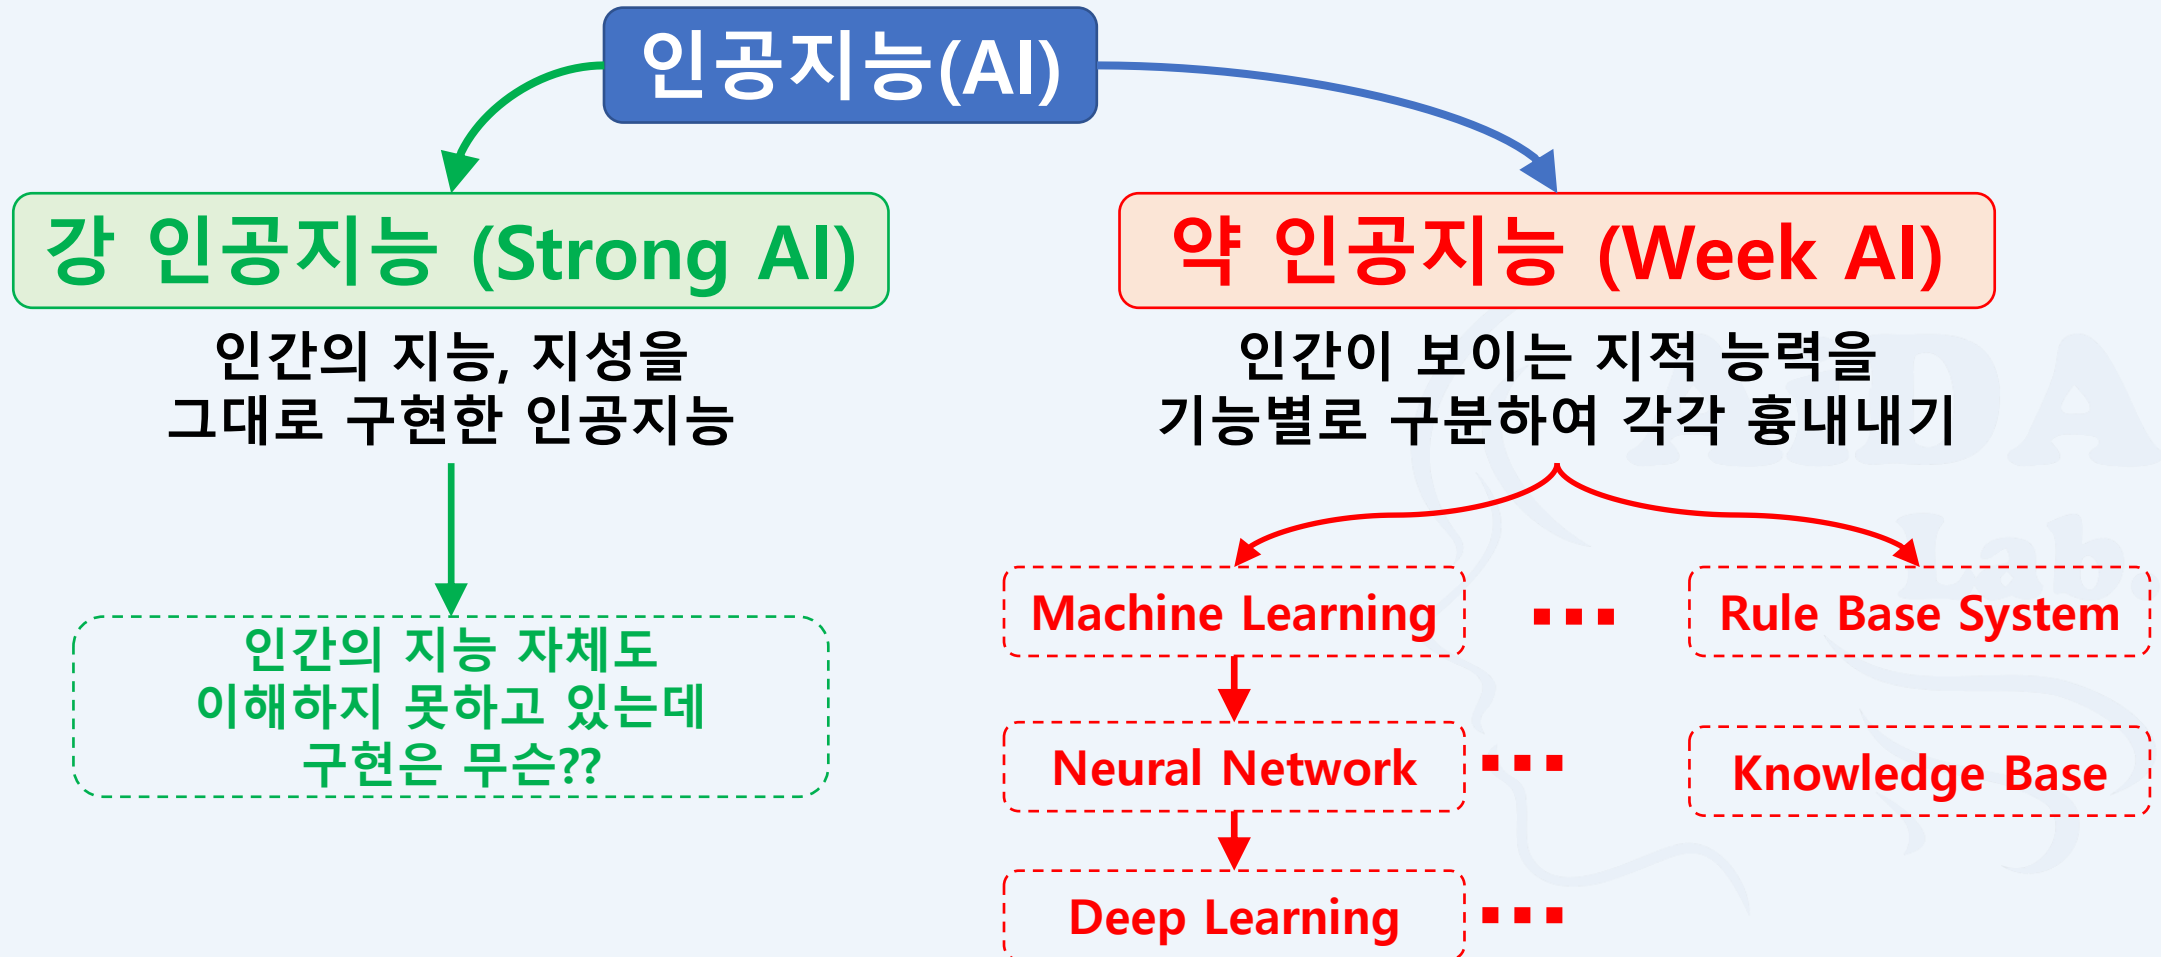 인공지능(AI)
강 인공지능 (Strong AI)
인간의 지능, 지성을
그대로 구현한 인공지능
인간의 지능 자체도
이해하지 못하고 있는데
구현은 무슨??
약 인공지능 (Week AI)
인간이 보이는 지적 능력을
기능별로 구분하여 각각 흉내내기
Machine Learning
...
Rule Base System
Neural Network
...
Knowledge Base
Deep Learning
...
AIDA
Lab.